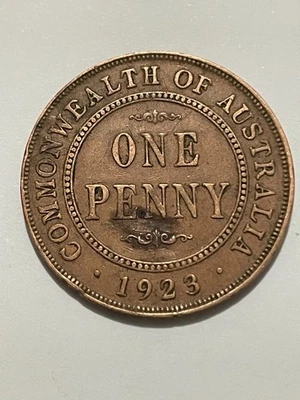 COMMONWEALTH OF AUSTRALIA
ONE
PENNY
· 1923 ·